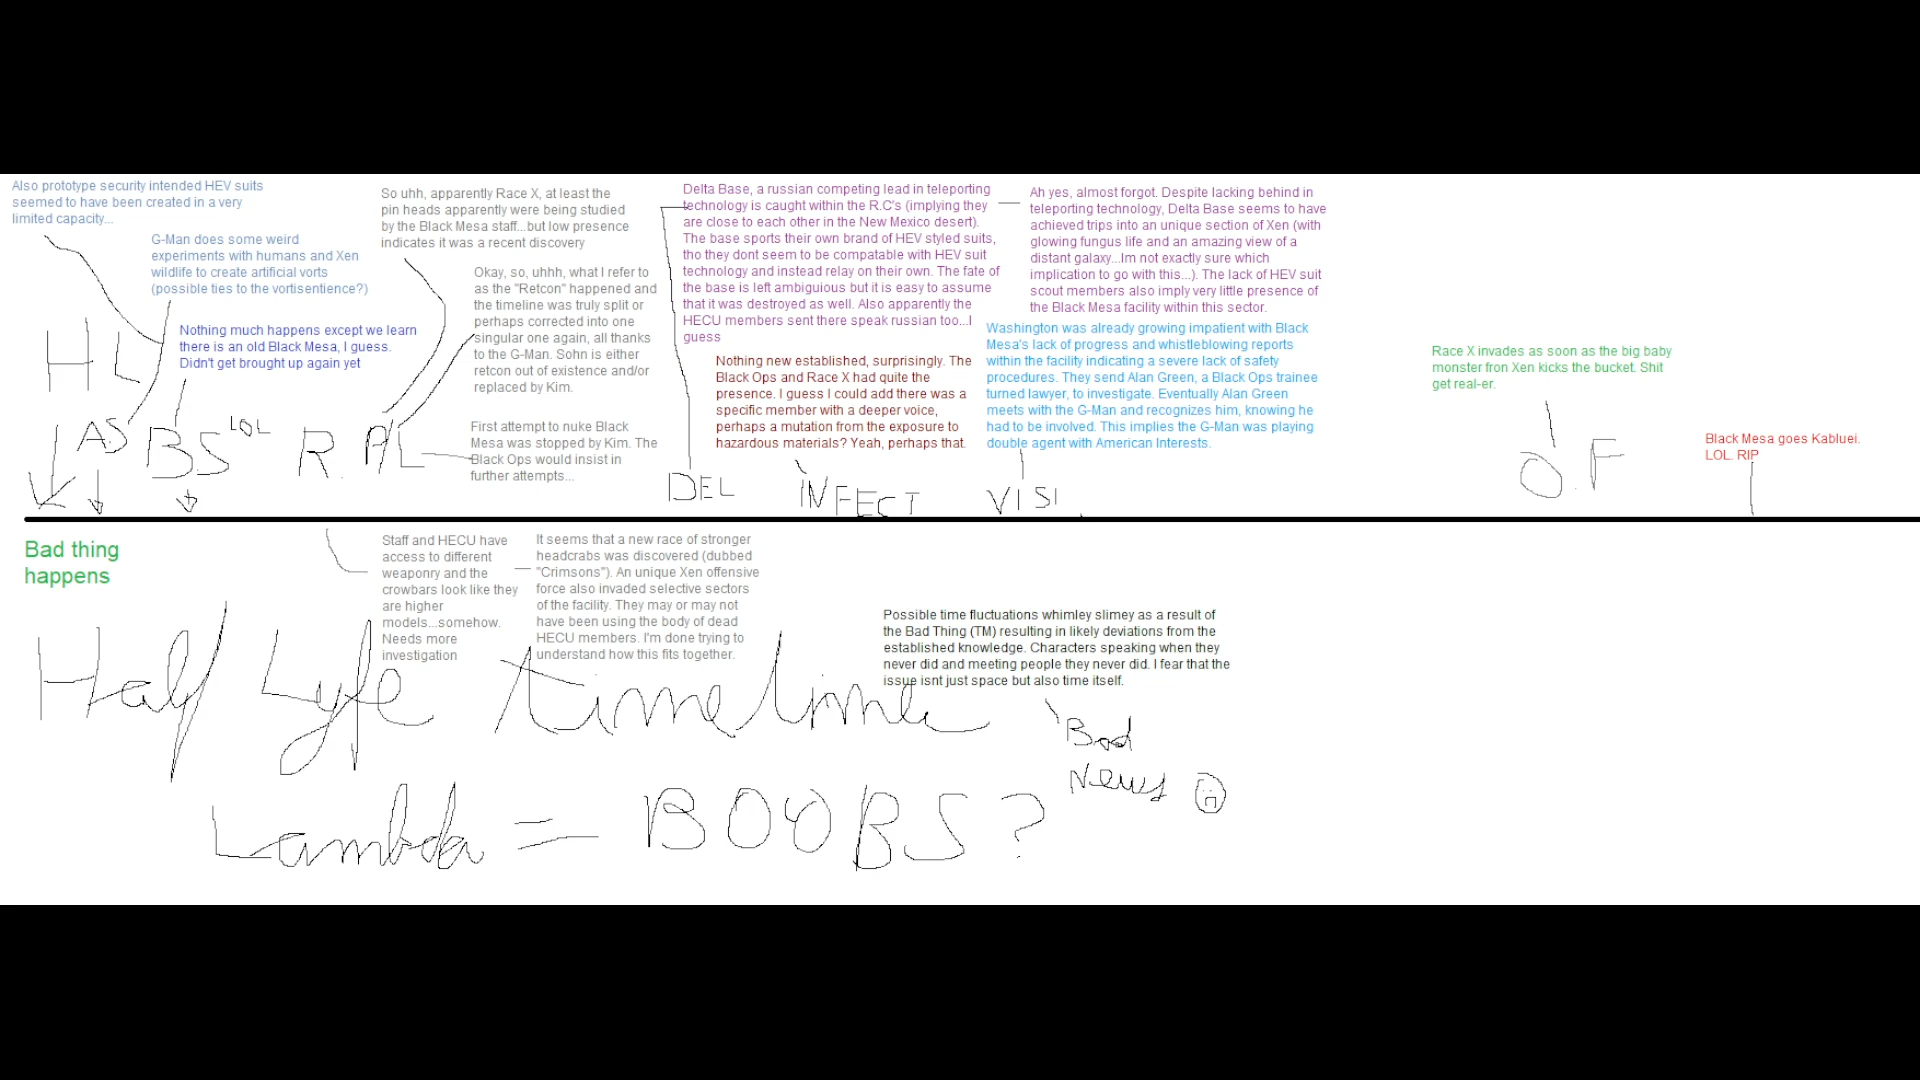 Also prototype security intended HEV suits
seemed to have been created in a very
limited capacity...
G-Man does some weird
experiments with humans and Xen
wildlife to create artificial vorts
(possible ties to the vortisentience?)
Nothing much happens except we learn
there is an old Black Mesa, I guess.
Didn't get brought up again yet
HL
A.S
B.S
LOL
R.
P/L
So uhh, apparently Race X, at least the
pin heads apparently were being studied
by the Black Mesa staff...but low presence
indicates it was a recent discovery
Okay, so, uhhh, what I refer to
as the "Retcon" happened and
the timeline was truly split or
perhaps corrected into one
singular one again, all thanks
to the G-Man. Sohn is either
retcon out of existence and/or
replaced by Kim.
First attempt to nuke Black
Mesa was stopped by Kim. The
Black Ops would insist in
further attempts...
Delta Base, a russian competing lead in teleporting
technology is caught within the R.C's (implying they
are close to each other in the New Mexico desert).
The base sports their own brand of HEV styled suits,
tho they dont seem to be compatable with HEV suit
technology and instead relay on their own. The fate of
the base is left ambiguious but it is easy to assume
that it was destroyed as well. Also apparently the
HECU members sent there speak russian too...I
guess
Nothing new established, surprisingly. The
Black Ops and Race X had quite the
presence. I guess I could add there was a
specific member with a deeper voice,
perhaps a mutation from the exposure to
hazardous materials? Yeah, perhaps that.
Ah yes, almost forgot. Despite lacking behind in
teleporting technology, Delta Base seems to have
achieved trips into an unique section of Xen (with
glowing fungus life and an amazing view of a
distant galaxy...Im not exactly sure which
implication to go with this...). The lack of HEV suit
scout members also imply very little presence of
the Black Mesa facility within this sector.
Washington was already growing impatient with Black
Mesa's lack of progress and whistleblowing reports
within the facility indicating a severe lack of safety
procedures. They send Alan Green, a Black Ops trainee
turned lawyer, to investigate. Eventually Alan Green
meets with the G-Man and recognizes him, knowing he
had to be involved. This implies the G-Man was playing
double agent with American Interests.
DEL
INFECT
VISI
Race X invades as soon as the big baby
monster fron Xen kicks the bucket. Shit
get real-er.
O.F
Black Mesa goes Kabluei.
LOL. RIP
Bad thing
happens
Staff and HECU have
access to different
weaponry and the
crowbars look like they
are higher
models...somehow.
Needs more
investigation
It seems that a new race of stronger
headcrabs was discovered (dubbed
"Crimsons"). An unique Xen offensive
force also invaded selective sectors
of the facility. They may or may not
have been using the body of dead
HECU members. I'm done trying to
understand how this fits together.
Possible time fluctuations whimley slimey as a result of
the Bad Thing (TM) resulting in likely deviations from the
established knowledge. Characters speaking when they
never did and meeting people they never did. I fear that the
issue isnt just space but also time itself.
Half Lyfe timeline
Bad
News
Lambda = BOOBS?